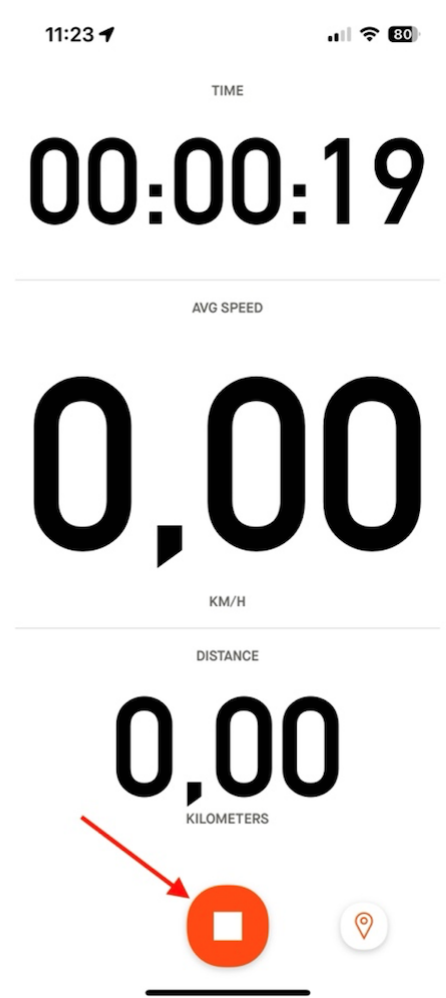 11:23
80
TIME
00:00:19
AVG SPEED
0,00
KM/H
DISTANCE
0,00
KILOMETERS